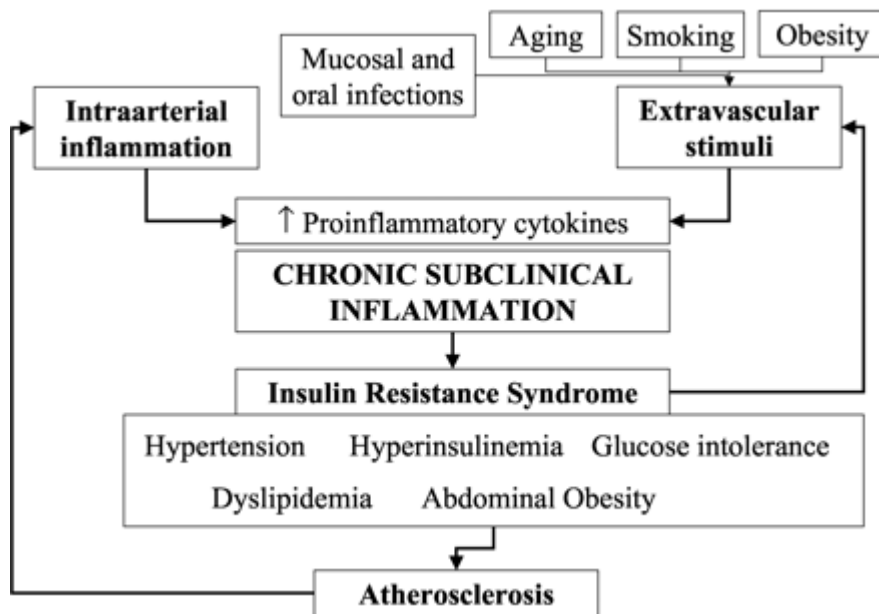 Aging
Smoking
Obesity
Mucosal and
oral infections
Intraarterial
inflammation
Extravascular
stimuli
↑ Proinflammatory cytokines
CHRONIC SUBCLINICAL
INFLAMMATION
Insulin Resistance Syndrome
Hypertension Hyperinsulinemia Glucose intolerance
Dyslipidemia Abdominal Obesity
Atherosclerosis